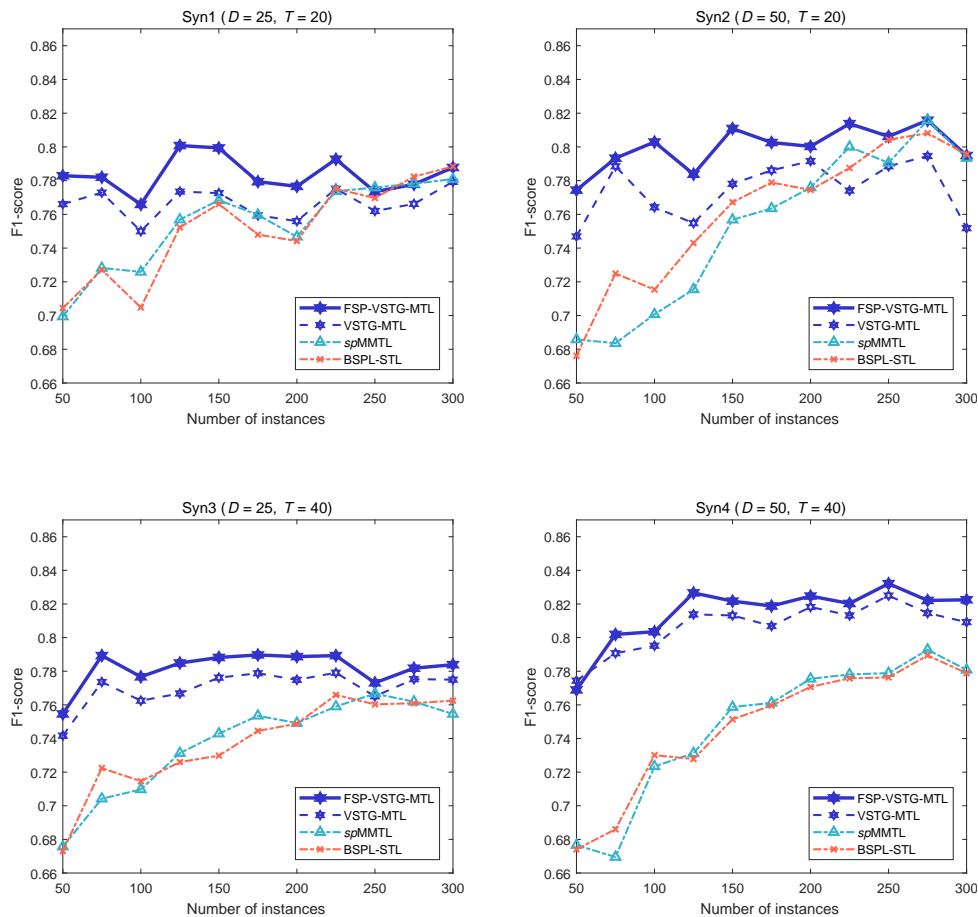 Syn1 ( D = 25, T = 20)
0.86
0.84
0.82
0.8
0.78
0.76
0.74
0.72
0.7
0.68
0.66
F1-score
50
100
150
200
250
300
Number of instances
FSP-VSTG-MTL
VSTG-MTL
spMMTL
BSPL-STL
Syn2 ( D = 50, T = 20)
0.86
0.84
0.82
0.8
0.78
0.76
0.74
0.72
0.7
0.68
0.66
F1-score
50
100
150
200
250
300
Number of instances
FSP-VSTG-MTL
VSTG-MTL
spMMTL
BSPL-STL
Syn3 ( D = 25, T = 40)
0.86
0.84
0.82
0.8
0.78
0.76
0.74
0.72
0.7
0.68
0.66
F1-score
50
100
150
200
250
300
Number of instances
FSP-VSTG-MTL
VSTG-MTL
spMMTL
BSPL-STL
Syn4 ( D = 50, T = 40)
0.86
0.84
0.82
0.8
0.78
0.76
0.74
0.72
0.7
0.68
0.66
F1-score
50
100
150
200
250
300
Number of instances
FSP-VSTG-MTL
VSTG-MTL
spMMTL
BSPL-STL